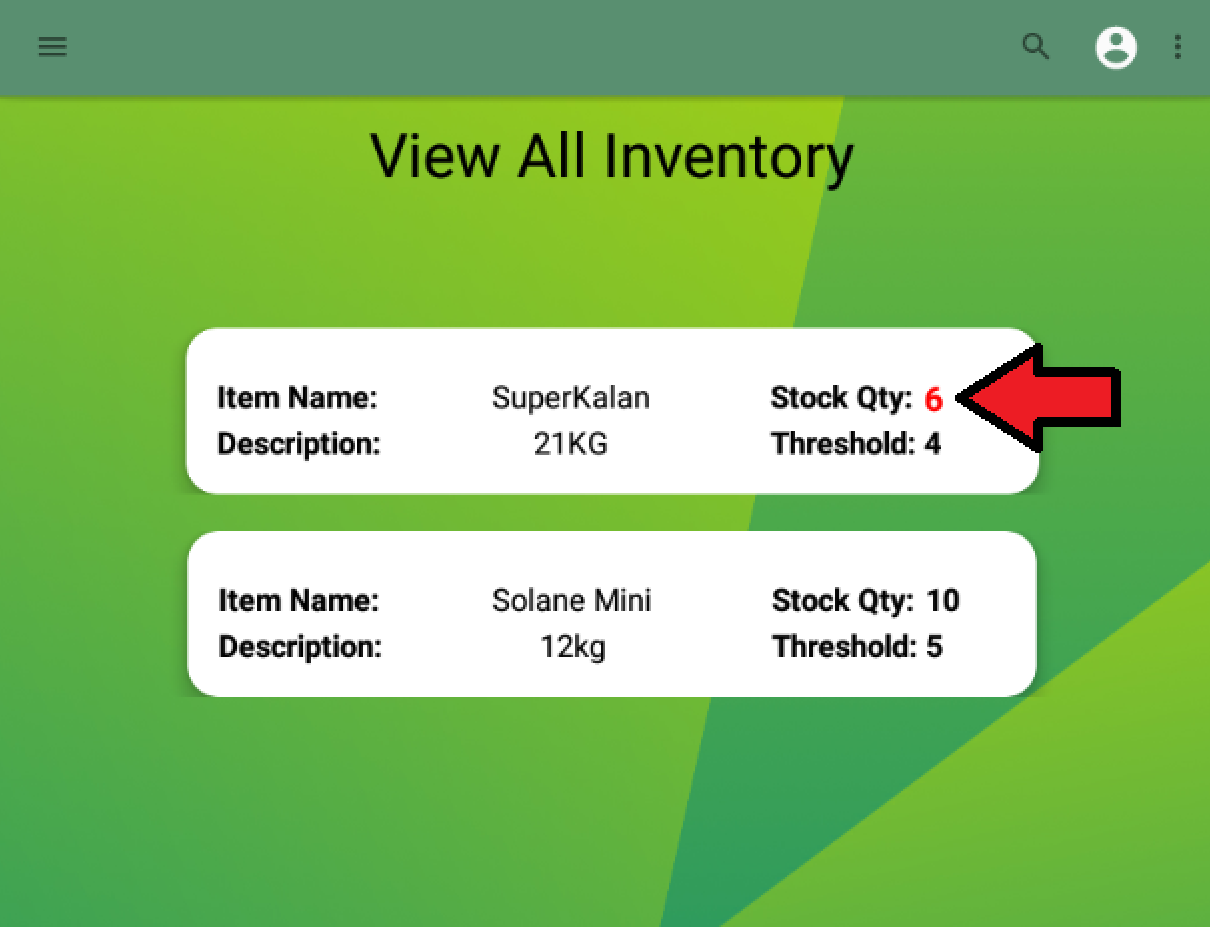 View All Inventory
Item Name: SuperKalan Stock Qty: 6
Description: 21KG Threshold: 4
Item Name: Solane Mini Stock Qty: 10
Description: 12kg Threshold: 5